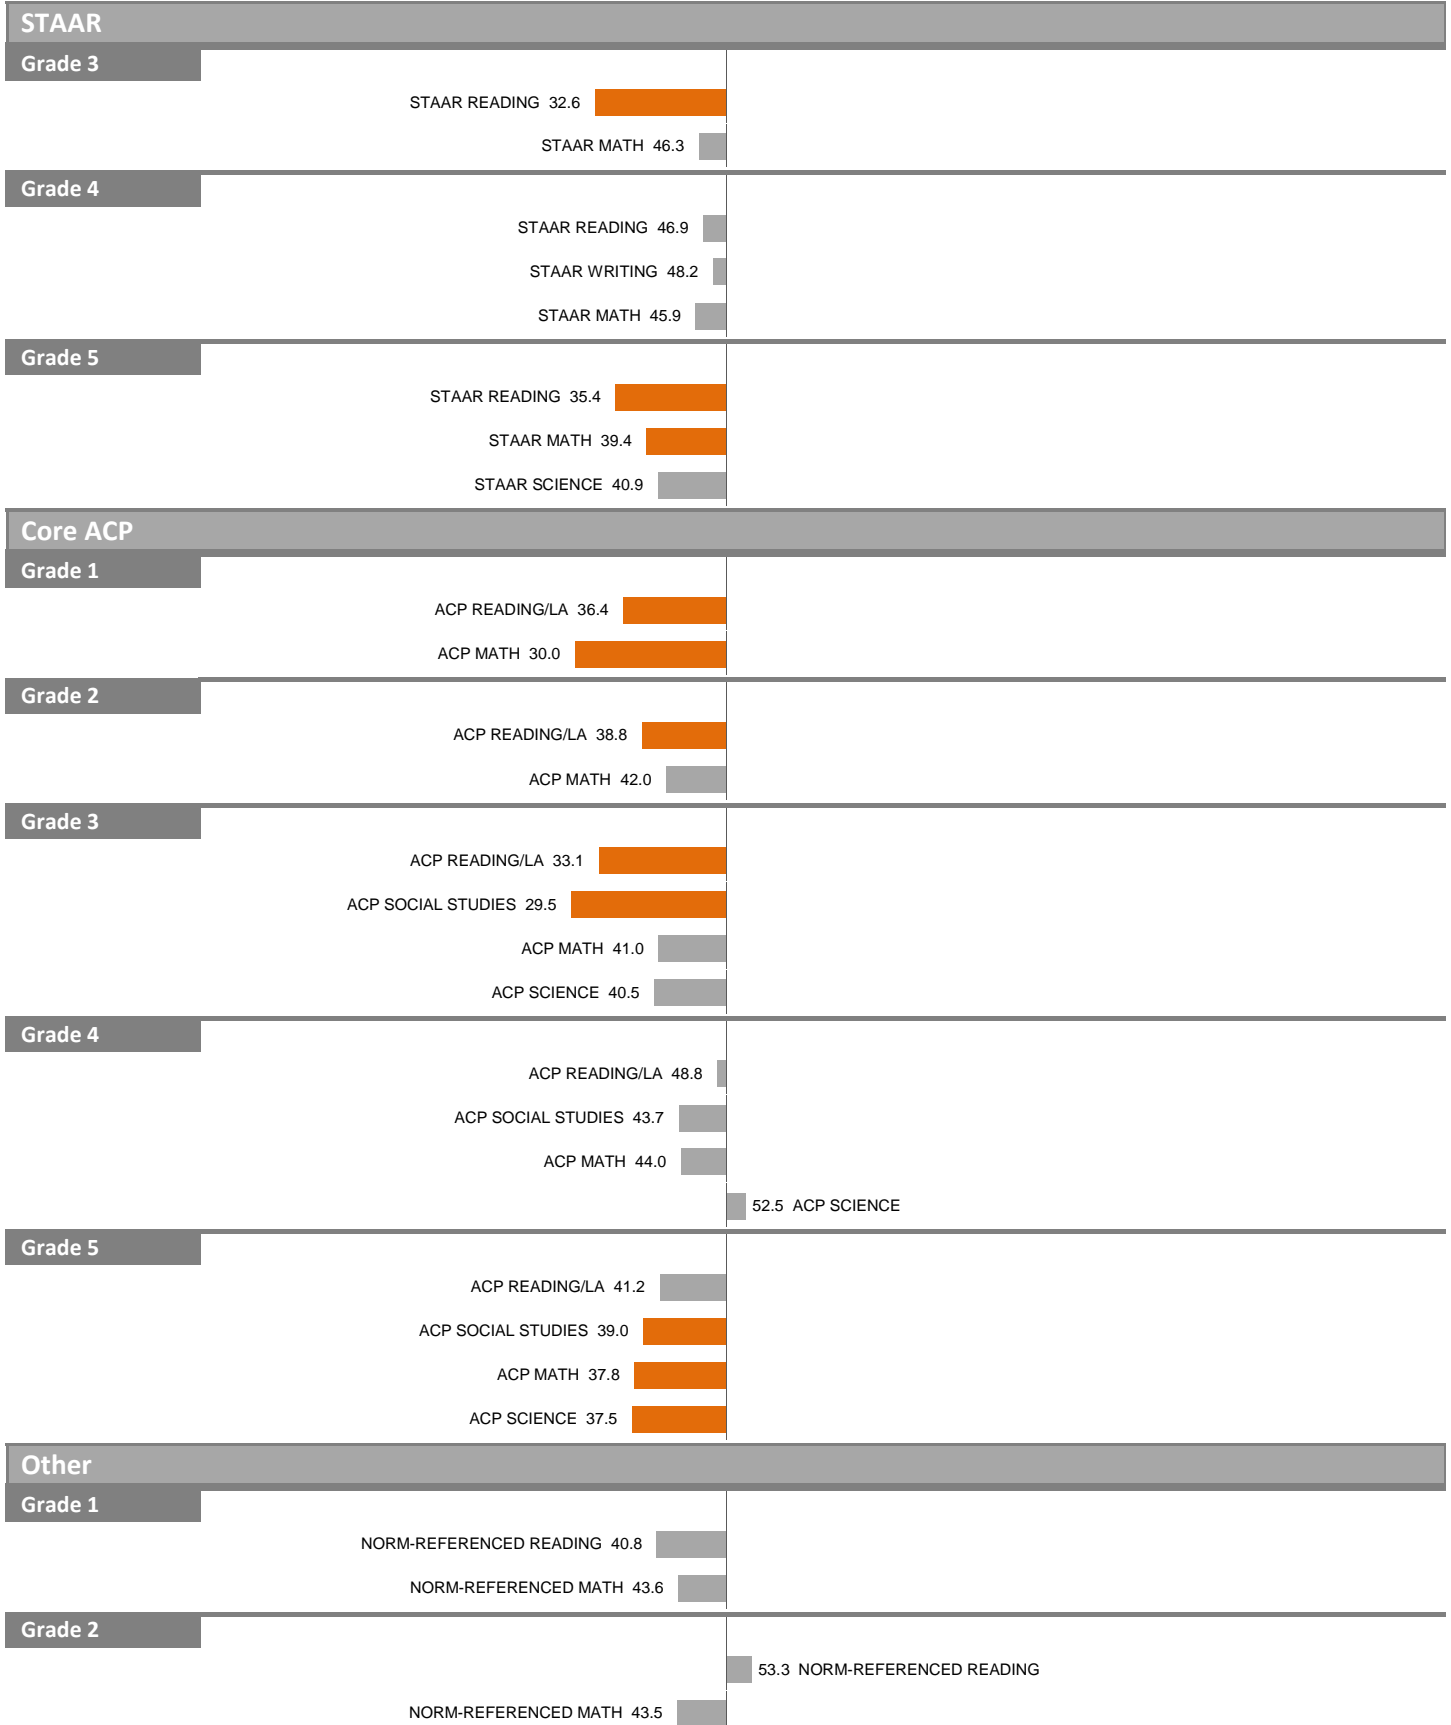 STAAR
Grade 3
STAAR READING 32.6
STAAR MATH 46.3
Grade 4
STAAR READING 46.9
STAAR WRITING 48.2
STAAR MATH 45.9
Grade 5
STAAR READING 35.4
STAAR MATH 39.4
STAAR SCIENCE 40.9
Core ACP
Grade 1
ACP READING/LA 36.4
ACP MATH 30.0
Grade 2
ACP READING/LA 38.8
ACP MATH 42.0
Grade 3
ACP READING/LA 33.1
ACP SOCIAL STUDIES 29.5
ACP MATH 41.0
ACP SCIENCE 40.5
Grade 4
ACP READING/LA 48.8
ACP SOCIAL STUDIES 43.7
ACP MATH 44.0
52.5 ACP SCIENCE
Grade 5
ACP READING/LA 41.2
ACP SOCIAL STUDIES 39.0
ACP MATH 37.8
ACP SCIENCE 37.5
Other
Grade 1
NORM-REFERENCED READING 40.8
NORM-REFERENCED MATH 43.6
Grade 2
53.3 NORM-REFERENCED READING
NORM-REFERENCED MATH 43.5